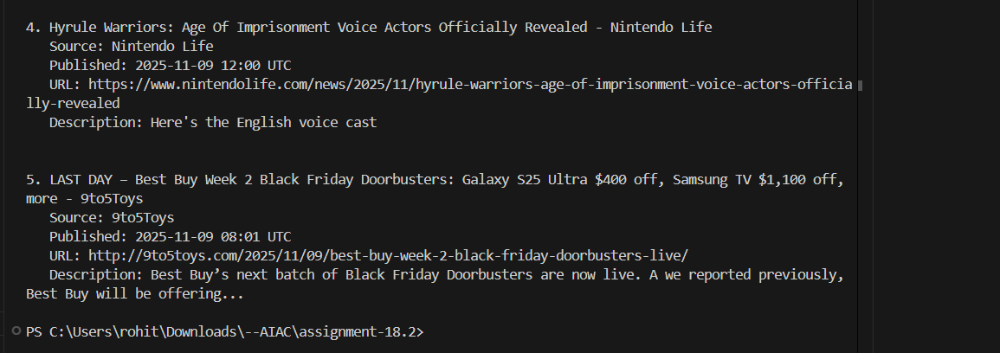 4. Hyrule Warriors: Age Of Imprisonment Voice Actors Officially Revealed - Nintendo Life
Source: Nintendo Life
Published: 2025-11-09 12:00 UTC
URL: https://www.nintendolife.com/news/2025/11/hyrule-warriors-age-of-imprisonment-voice-actors-officia
lly-revealed
Description: Here's the English voice cast
5. LAST DAY – Best Buy Week 2 Black Friday Doorbusters: Galaxy S25 Ultra $400 off, Samsung TV $1,100 off,
more - 9to5Toys
Source: 9to5Toys
Published: 2025-11-09 08:01 UTC
URL: http://9to5toys.com/2025/11/09/best-buy-week-2-black-friday-doorbusters-live/
Description: Best Buy’s next batch of Black Friday Doorbusters are now live. A we reported previously,
Best Buy will be offering...
PS C:\Users\rohit\Downloads\--AIAC\assignment-18.2>